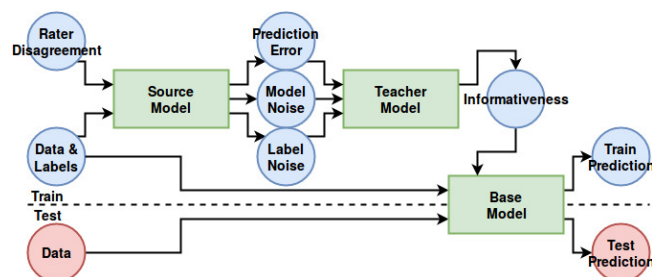 Rater
Disagreement
Prediction
Error
Source
Model
Model
Noise
Teacher
Model
Informativeness
Data &
Labels
Label
Noise
Train
Prediction
Base
Model
Train
Test
Data
Test
Prediction